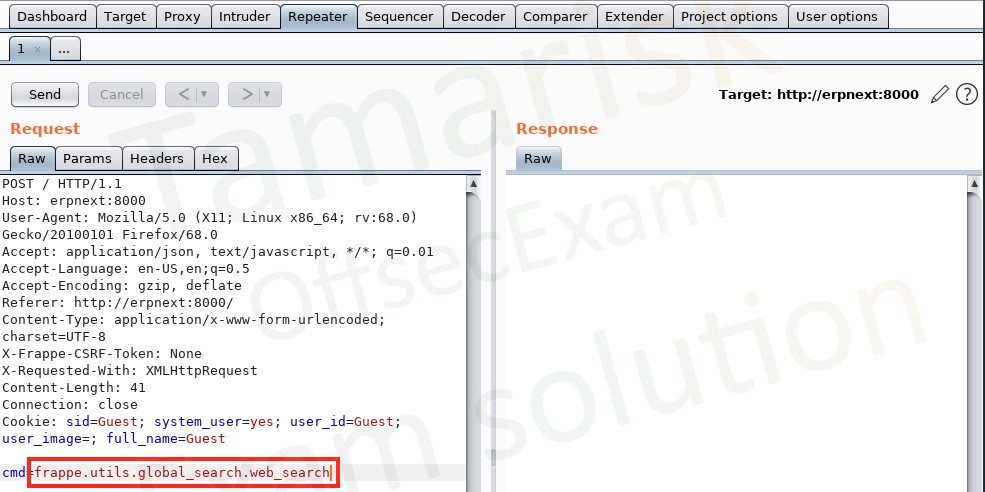 Dashboard Target Proxy Intruder Repeater Sequencer Decoder Comparer Extender Project options User options
1 × ...
Send Cancel < ▼ > ▼ Target: http://erpnext:8000 ?
Request
Raw Params Headers Hex
POST / HTTP/1.1
Host: erpnext:8000
User-Agent: Mozilla/5.0 (X11; Linux x86_64; rv:68.0)
Gecko/20100101 Firefox/68.0
Accept: application/json, text/javascript, */*; q=0.01
Accept-Language: en-US,en;q=0.5
Accept-Encoding: gzip, deflate
Referer: http://erpnext:8000/
Content-Type: application/x-www-form-urlencoded;
charset=UTF-8
X-Frappe-CSRF-Token: None
X-Requested-With: XMLHttpRequest
Content-Length: 41
Connection: close
Cookie: sid=Guest; system_user=yes; user_id=Guest;
user_image=; full_name=Guest
cmd=frappe.utils.global_search.web_search
Response
Raw
Tamarisk
OffsecExam
Exam solution